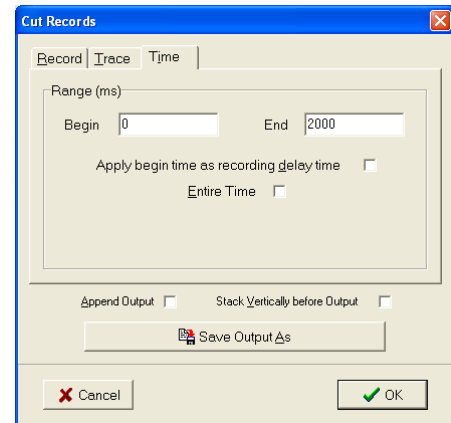 Cut Records
Record Trace Time
Range (ms)
Begin 0 End 2000
Apply begin time as recording delay time
Entire Time
Append Output Stack Vertically before Output
Save Output As
Cancel OK